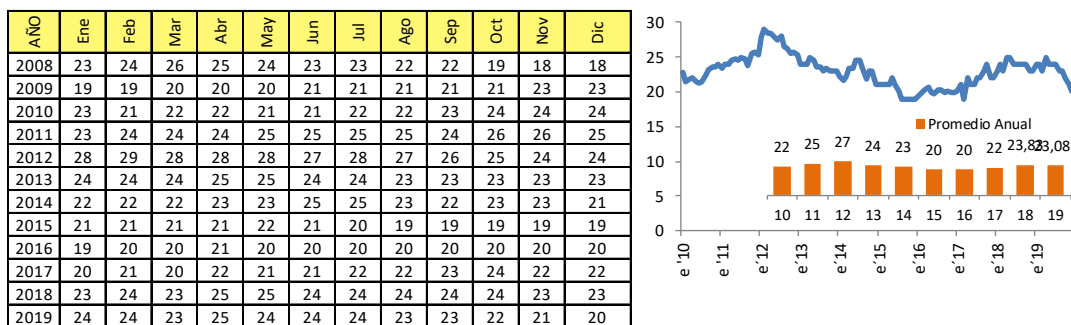 AÑO Ene Feb Mar Abr May Jun Jul Ago Sep Oct Nov Dic
2008 23 24 26 25 24 23 23 22 22 19 18 18
2009 19 19 20 20 20 21 21 21 21 21 23 23
2010 23 21 22 22 21 21 22 22 23 24 24 24
2011 23 24 24 24 25 25 25 25 24 26 26 25
2012 28 29 28 28 28 27 28 27 26 25 24 24
2013 24 24 24 25 25 24 24 23 23 23 23 23
2014 22 22 22 23 23 25 25 23 22 23 23 21
2015 21 21 21 21 22 21 20 19 19 19 19 19
2016 19 20 20 21 20 20 20 20 20 20 20 20
2017 20 21 20 22 21 21 22 22 23 24 22 22
2018 23 24 23 25 25 24 24 24 24 24 23 23
2019 24 24 23 25 24 24 24 23 23 22 21 20
30
25
20
15
10
5
0
Promedio Anual
22 25 27 24 23 20 20 22 23,83 23,08
10 11 12 13 14 15 16 17 18 19
e´10 e´11 e´12 e´13 e´14 e´15 e´16 e´17 e´18 e´19